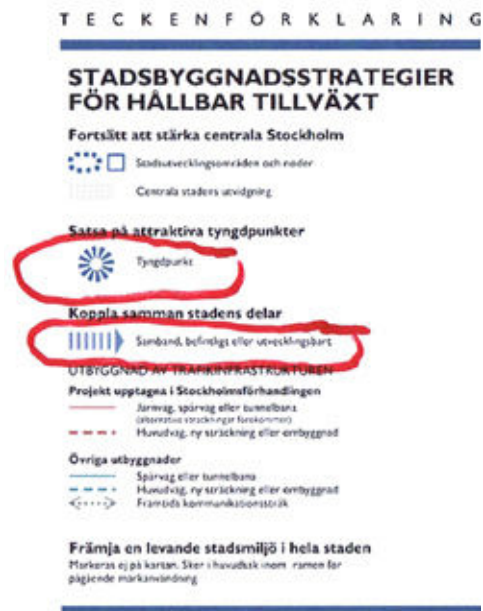 TECKENFÖRKLARING
STADSBYGGNADSSTRATEGIER
FÖR HÅLLBAR TILLVÄXT
Fortsätt att stärka centrala Stockholm
Stadsutvecklingsområden och noder
Centrala stadens utvidgning
Satsa på attraktiva tyngdpunkter
Tyngdpunkt
Koppla samman stadens delar
Samband, befintligt eller utvecklingsbart
UTBYGGNAD AV TRAFIKINFRASTRUKTUREN
Projekt upptagna i Stockholmsförhandlingen
Järnväg, spårväg eller tunnelbana
(alternativa sträckningar förekommer)
Huvudväg, ny sträckning eller ombyggnad
Övriga utbyggnader
Spårväg eller tunnelbana
Huvudväg, ny sträckning eller ombyggnad
Framtida kommunikationsstråk
Främja en levande stadsmiljö i hela staden
Markeras ej på kartan. Sker i huvudsak inom ramen för
pågående markanvändning